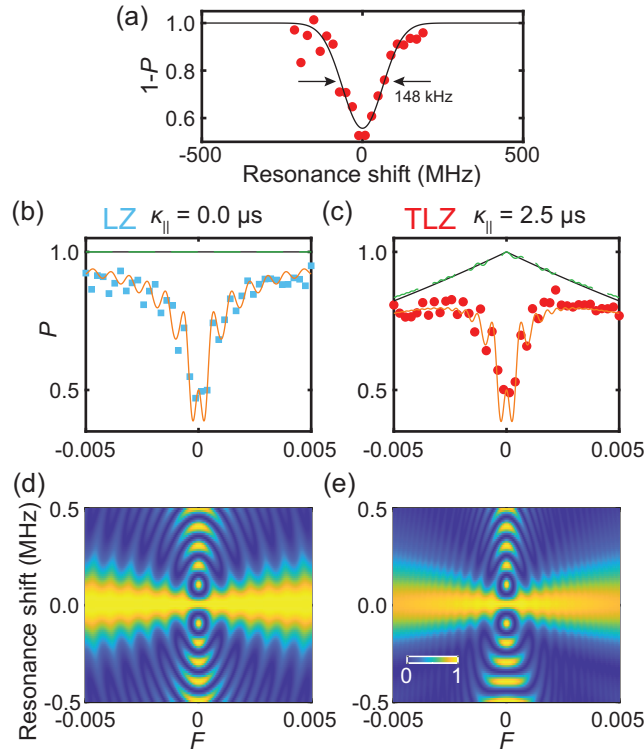 (a)
1-P
1.0
0.8
0.6
148 kHz
-500
0
500
Resonance shift (MHz)
(b) LZ κ|| = 0.0 μs
(c) TLZ κ|| = 2.5 μs
P
1.0
0.5
-0.005
0
0.005
1.0
0.5
-0.005
0
0.005
(d)
(e)
Resonance shift (MHz)
0.5
0.0
-0.5
-0.005
0
0.005
F
0.5
0.0
-0.5
0
1
-0.005
0
0.005
F